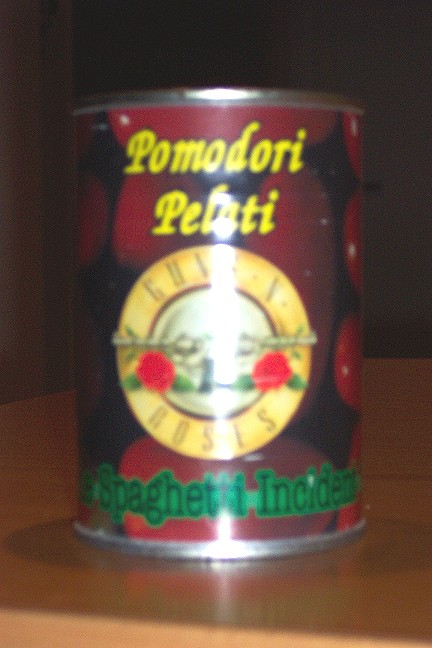 Pomodori
Pelati
GUNS N'
ROSES
e Spaghetti Incident